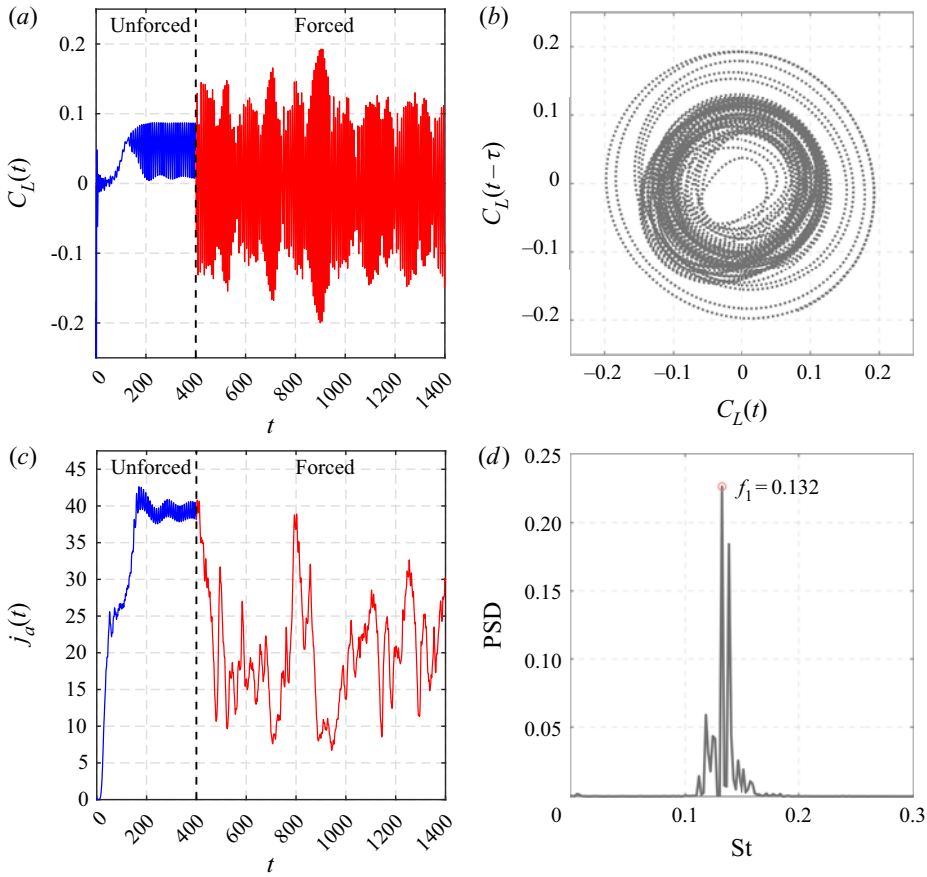 (a)
Unforced
Forced
0.2
0.1
0
-0.1
-0.2
C_L(t)
0
200
400
600
800
1000
1200
1400
t
(b)
0.2
0.1
0
−0.1
−0.2
C_L(t − τ)
−0.2
−0.1
0
0.1
0.2
C_L(t)
(c)
Unforced
Forced
45
40
35
30
25
20
15
10
5
0
j_a(t)
0
200
400
600
800
1000
1200
1400
t
(d)
0.25
0.20
0.15
0.10
0.05
PSD
f_1 = 0.132
0
0.1
0.2
0.3
St